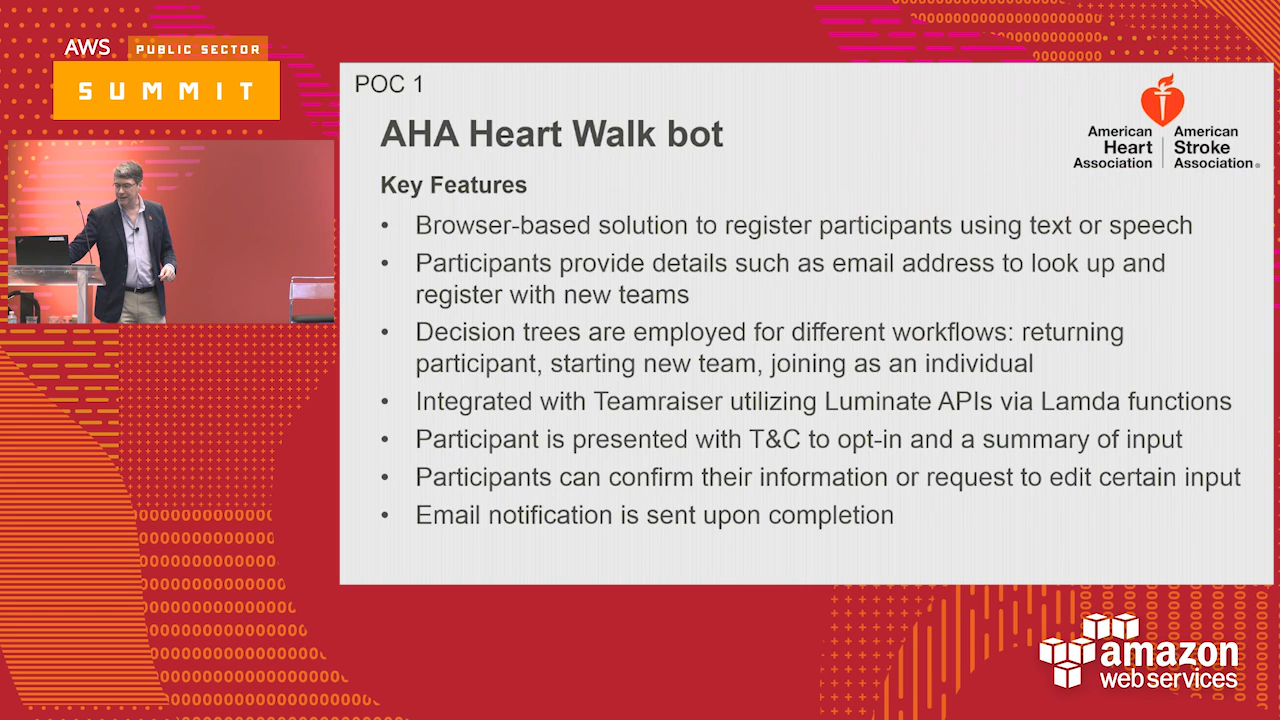 AWS PUBLIC SECTOR
SUMMIT
POC 1
American Heart Association
American Stroke Association®
AHA Heart Walk bot
Key Features
• Browser-based solution to register participants using text or speech
• Participants provide details such as email address to look up and
register with new teams
• Decision trees are employed for different workflows: returning
participant, starting new team, joining as an individual
• Integrated with Teamraiser utilizing Luminate APIs via Lamda functions
• Participant is presented with T&C to opt-in and a summary of input
• Participants can confirm their information or request to edit certain input
• Email notification is sent upon completion
amazon
web services